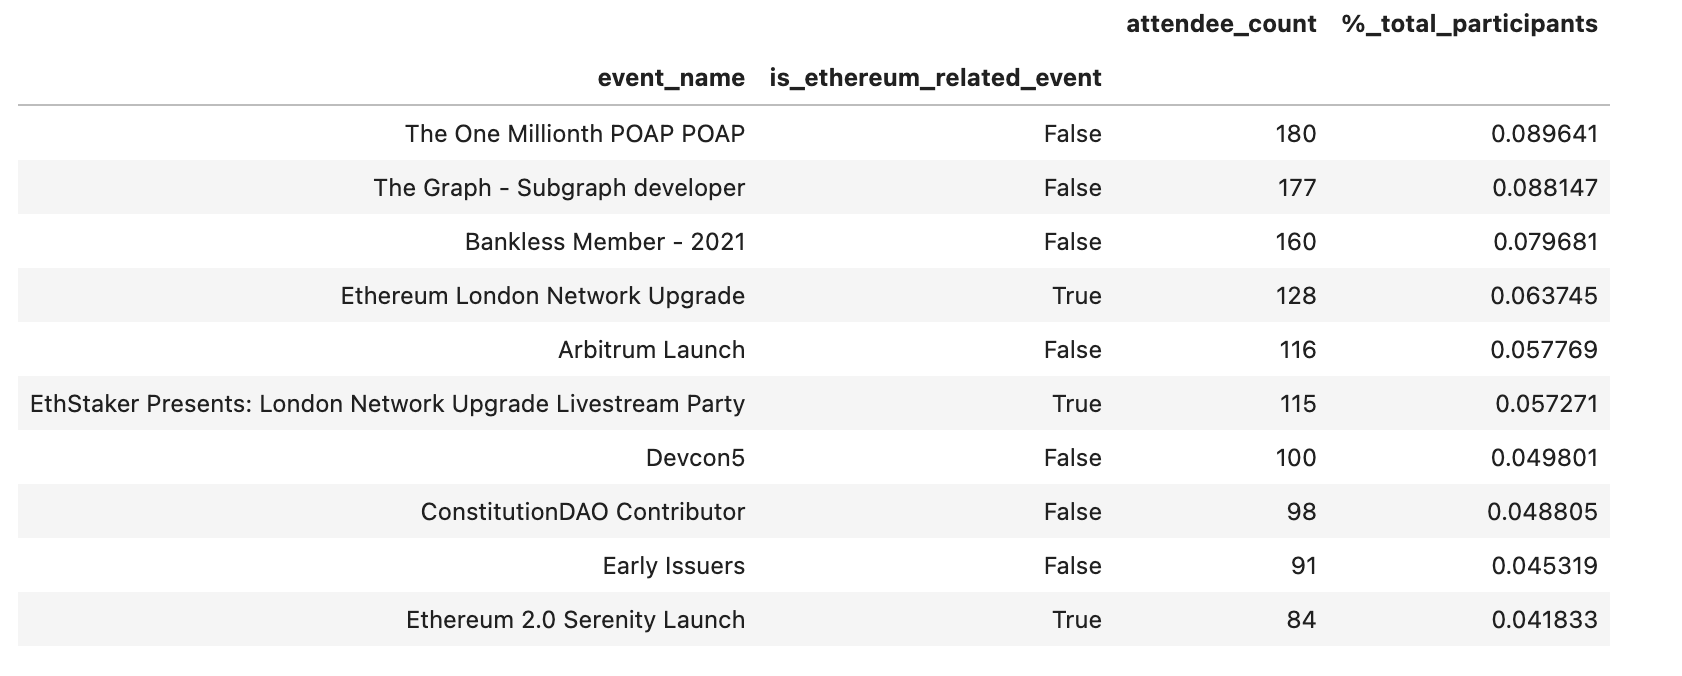 attendee_count %_total_participants
event_name is_ethereum_related_event
The One Millionth POAP POAP False 180 0.089641
The Graph - Subgraph developer False 177 0.088147
Bankless Member - 2021 False 160 0.079681
Ethereum London Network Upgrade True 128 0.063745
Arbitrum Launch False 116 0.057769
EthStaker Presents: London Network Upgrade Livestream Party True 115 0.057271
Devcon5 False 100 0.049801
ConstitutionDAO Contributor False 98 0.048805
Early Issuers False 91 0.045319
Ethereum 2.0 Serenity Launch True 84 0.041833